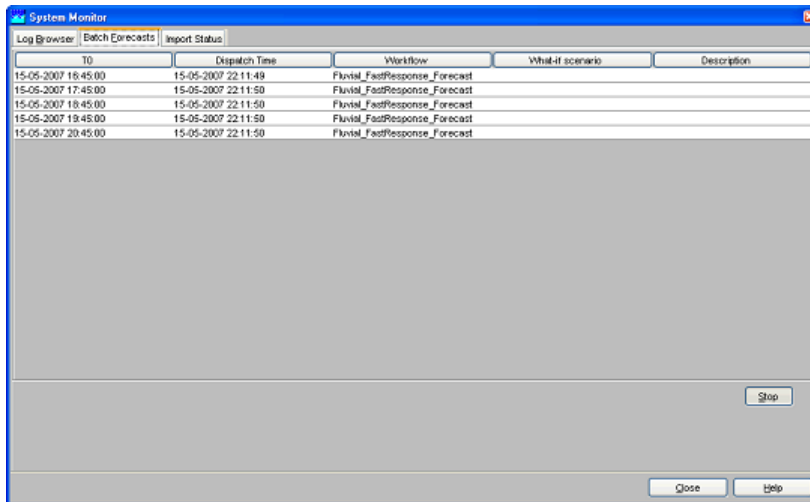 System Monitor
Log Browser Batch Forecasts Import Status
T0 Dispatch Time Workflow What-if scenario Description
15-05-2007 16:45:00 15-05-2007 22:11:49 Fluvial_FastResponse_Forecast
15-05-2007 17:45:00 15-05-2007 22:11:50 Fluvial_FastResponse_Forecast
15-05-2007 18:45:00 15-05-2007 22:11:50 Fluvial_FastResponse_Forecast
15-05-2007 19:45:00 15-05-2007 22:11:50 Fluvial_FastResponse_Forecast
15-05-2007 20:45:00 15-05-2007 22:11:50 Fluvial_FastResponse_Forecast
Stop
Close Help